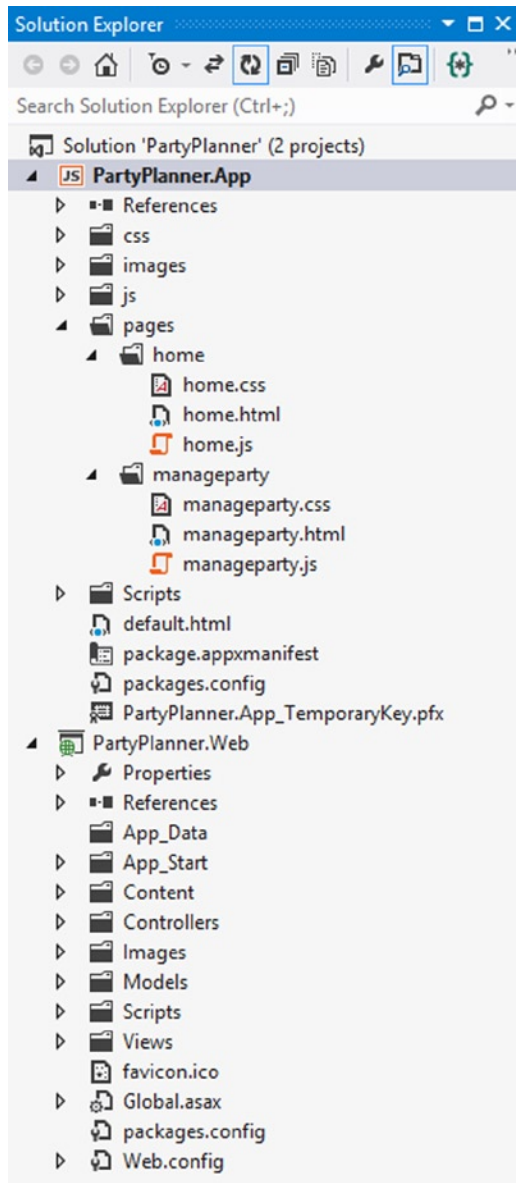 Solution Explorer
Search Solution Explorer (Ctrl+;)
Solution 'PartyPlanner' (2 projects)
JS PartyPlanner.App
References
css
images
js
pages
home
home.css
home.html
home.js
manageparty
manageparty.css
manageparty.html
manageparty.js
Scripts
default.html
package.appxmanifest
packages.config
PartyPlanner.App_TemporaryKey.pfx
PartyPlanner.Web
Properties
References
App_Data
App_Start
Content
Controllers
Images
Models
Scripts
Views
favicon.ico
Global.asax
packages.config
Web.config